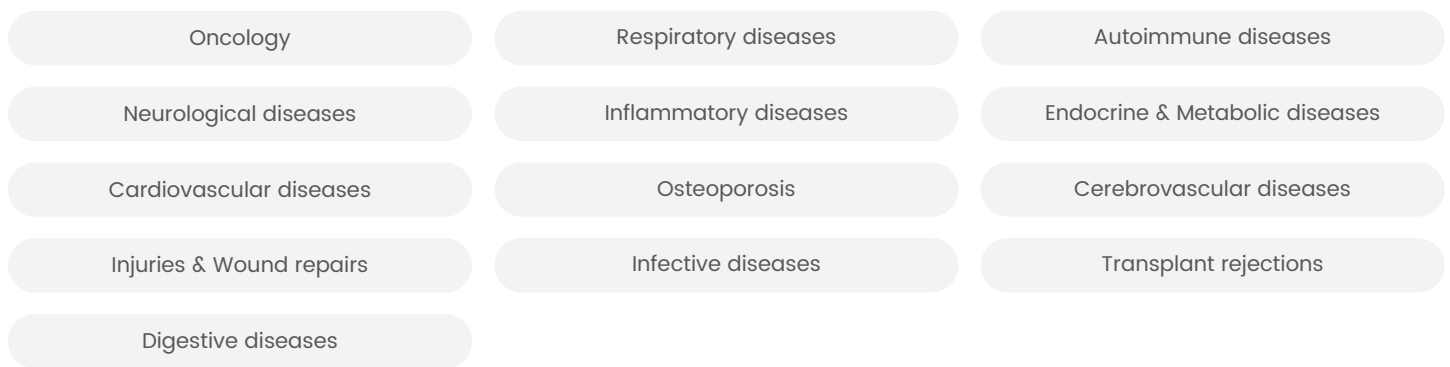 Oncology
Respiratory diseases
Autoimmune diseases
Neurological diseases
Inflammatory diseases
Endocrine & Metabolic diseases
Cardiovascular diseases
Osteoporosis
Cerebrovascular diseases
Injuries & Wound repairs
Infective diseases
Transplant rejections
Digestive diseases